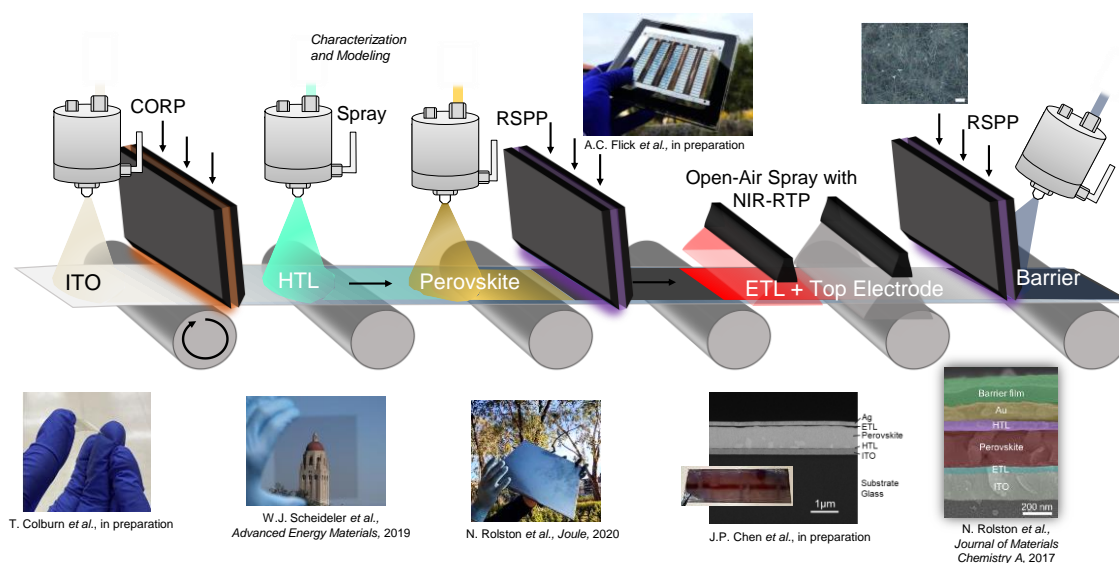 Characterization
and Modeling
CORP
Spray
RSPP
A.C. Flick et al., in preparation
RSPP
Open-Air Spray with
NIR-RTP
ITO
HTL
Perovskite
ETL + Top Electrode
Barrier
T. Colburn et al., in preparation
W.J. Scheideler et al.,
Advanced Energy Materials, 2019
N. Rolston et al., Joule, 2020
Ag
ETL
Perovskite
HTL
ITO
Substrate
Glass
1μm
J.P. Chen et al., in preparation
Barrier film
Au
HTL
Perovskite
ETL
ITO
200 nm
N. Rolston et al.,
Journal of Materials
Chemistry A, 2017